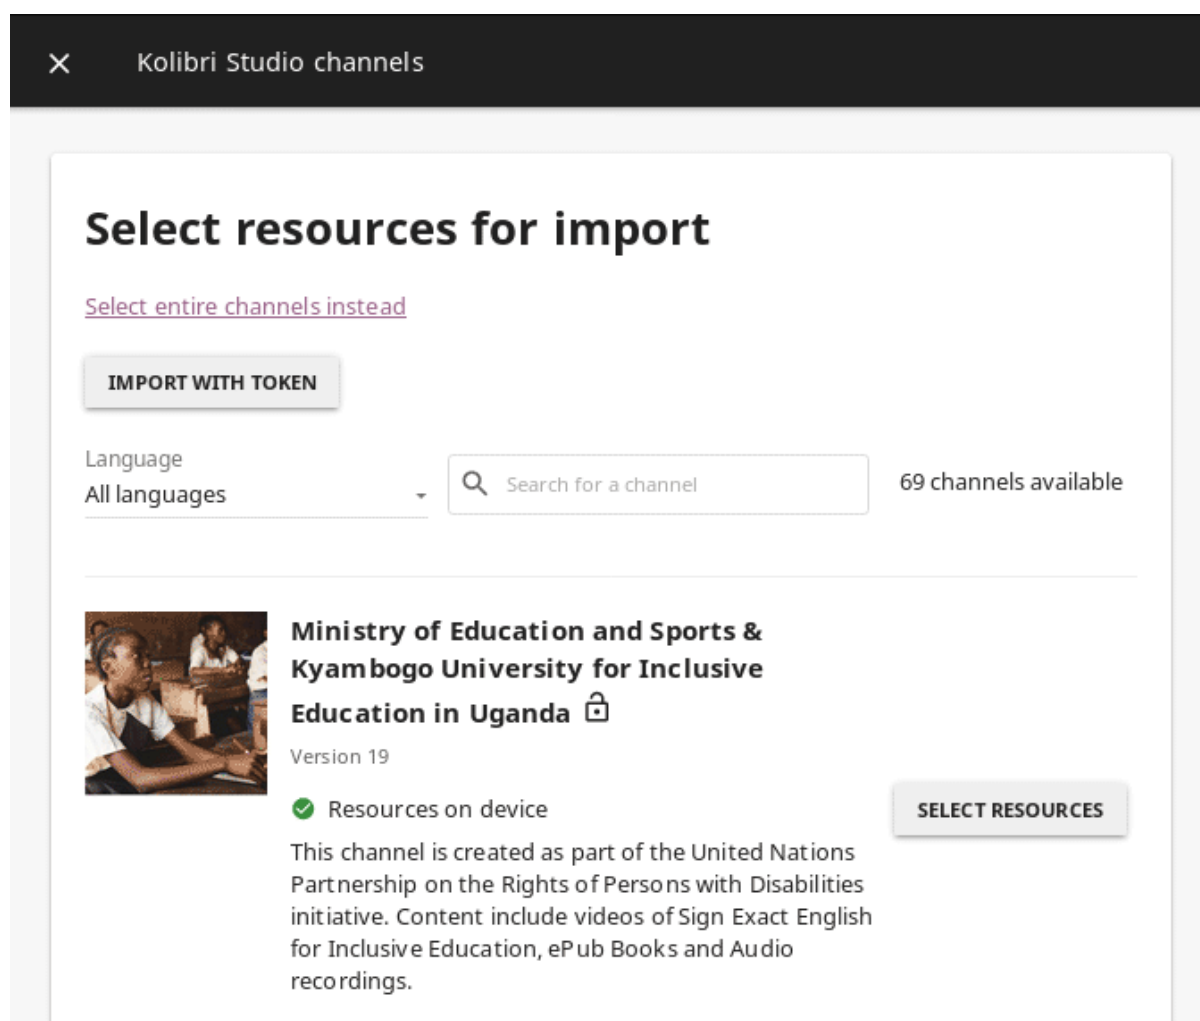 Kolibri Studio channels
Select resources for import
Select entire channels instead
IMPORT WITH TOKEN
Language
All languages
Search for a channel
69 channels available
Ministry of Education and Sports &
Kyambogo University for Inclusive
Education in Uganda
Version 19
Resources on device
SELECT RESOURCES
This channel is created as part of the United Nations
Partnership on the Rights of Persons with Disabilities
initiative. Content include videos of Sign Exact English
for Inclusive Education, ePub Books and Audio
recordings.